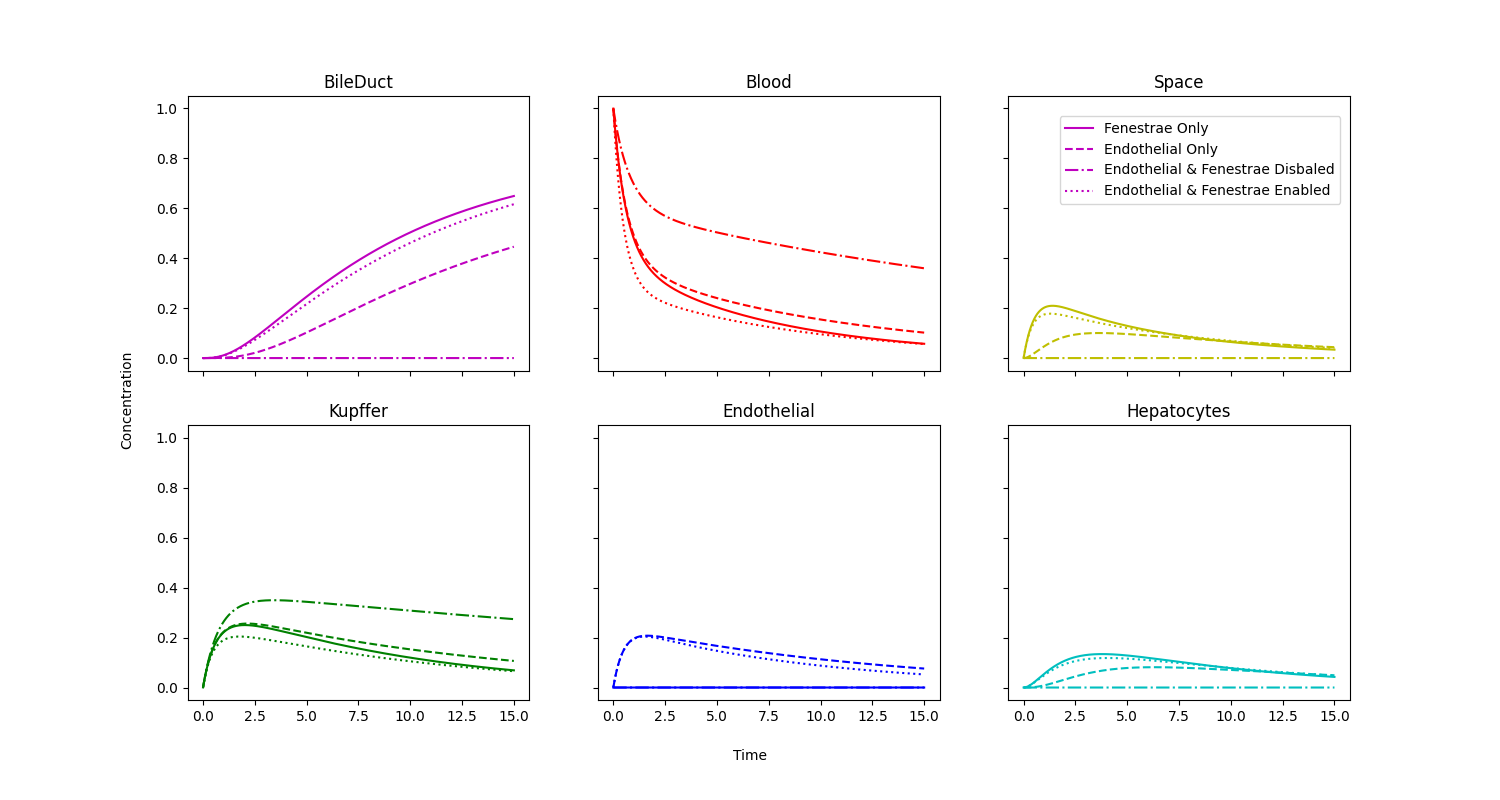 BileDuct
Blood
Space
1.0
0.8
0.6
0.4
0.2
0.0
Fenestrae Only
Endothelial Only
Endothelial & Fenestrae Disbaled
Endothelial & Fenestrae Enabled
Concentration
Kupffer
Endothelial
Hepatocytes
1.0
0.8
0.6
0.4
0.2
0.0
0.0 2.5 5.0 7.5 10.0 12.5 15.0
0.0 2.5 5.0 7.5 10.0 12.5 15.0
0.0 2.5 5.0 7.5 10.0 12.5 15.0
Time